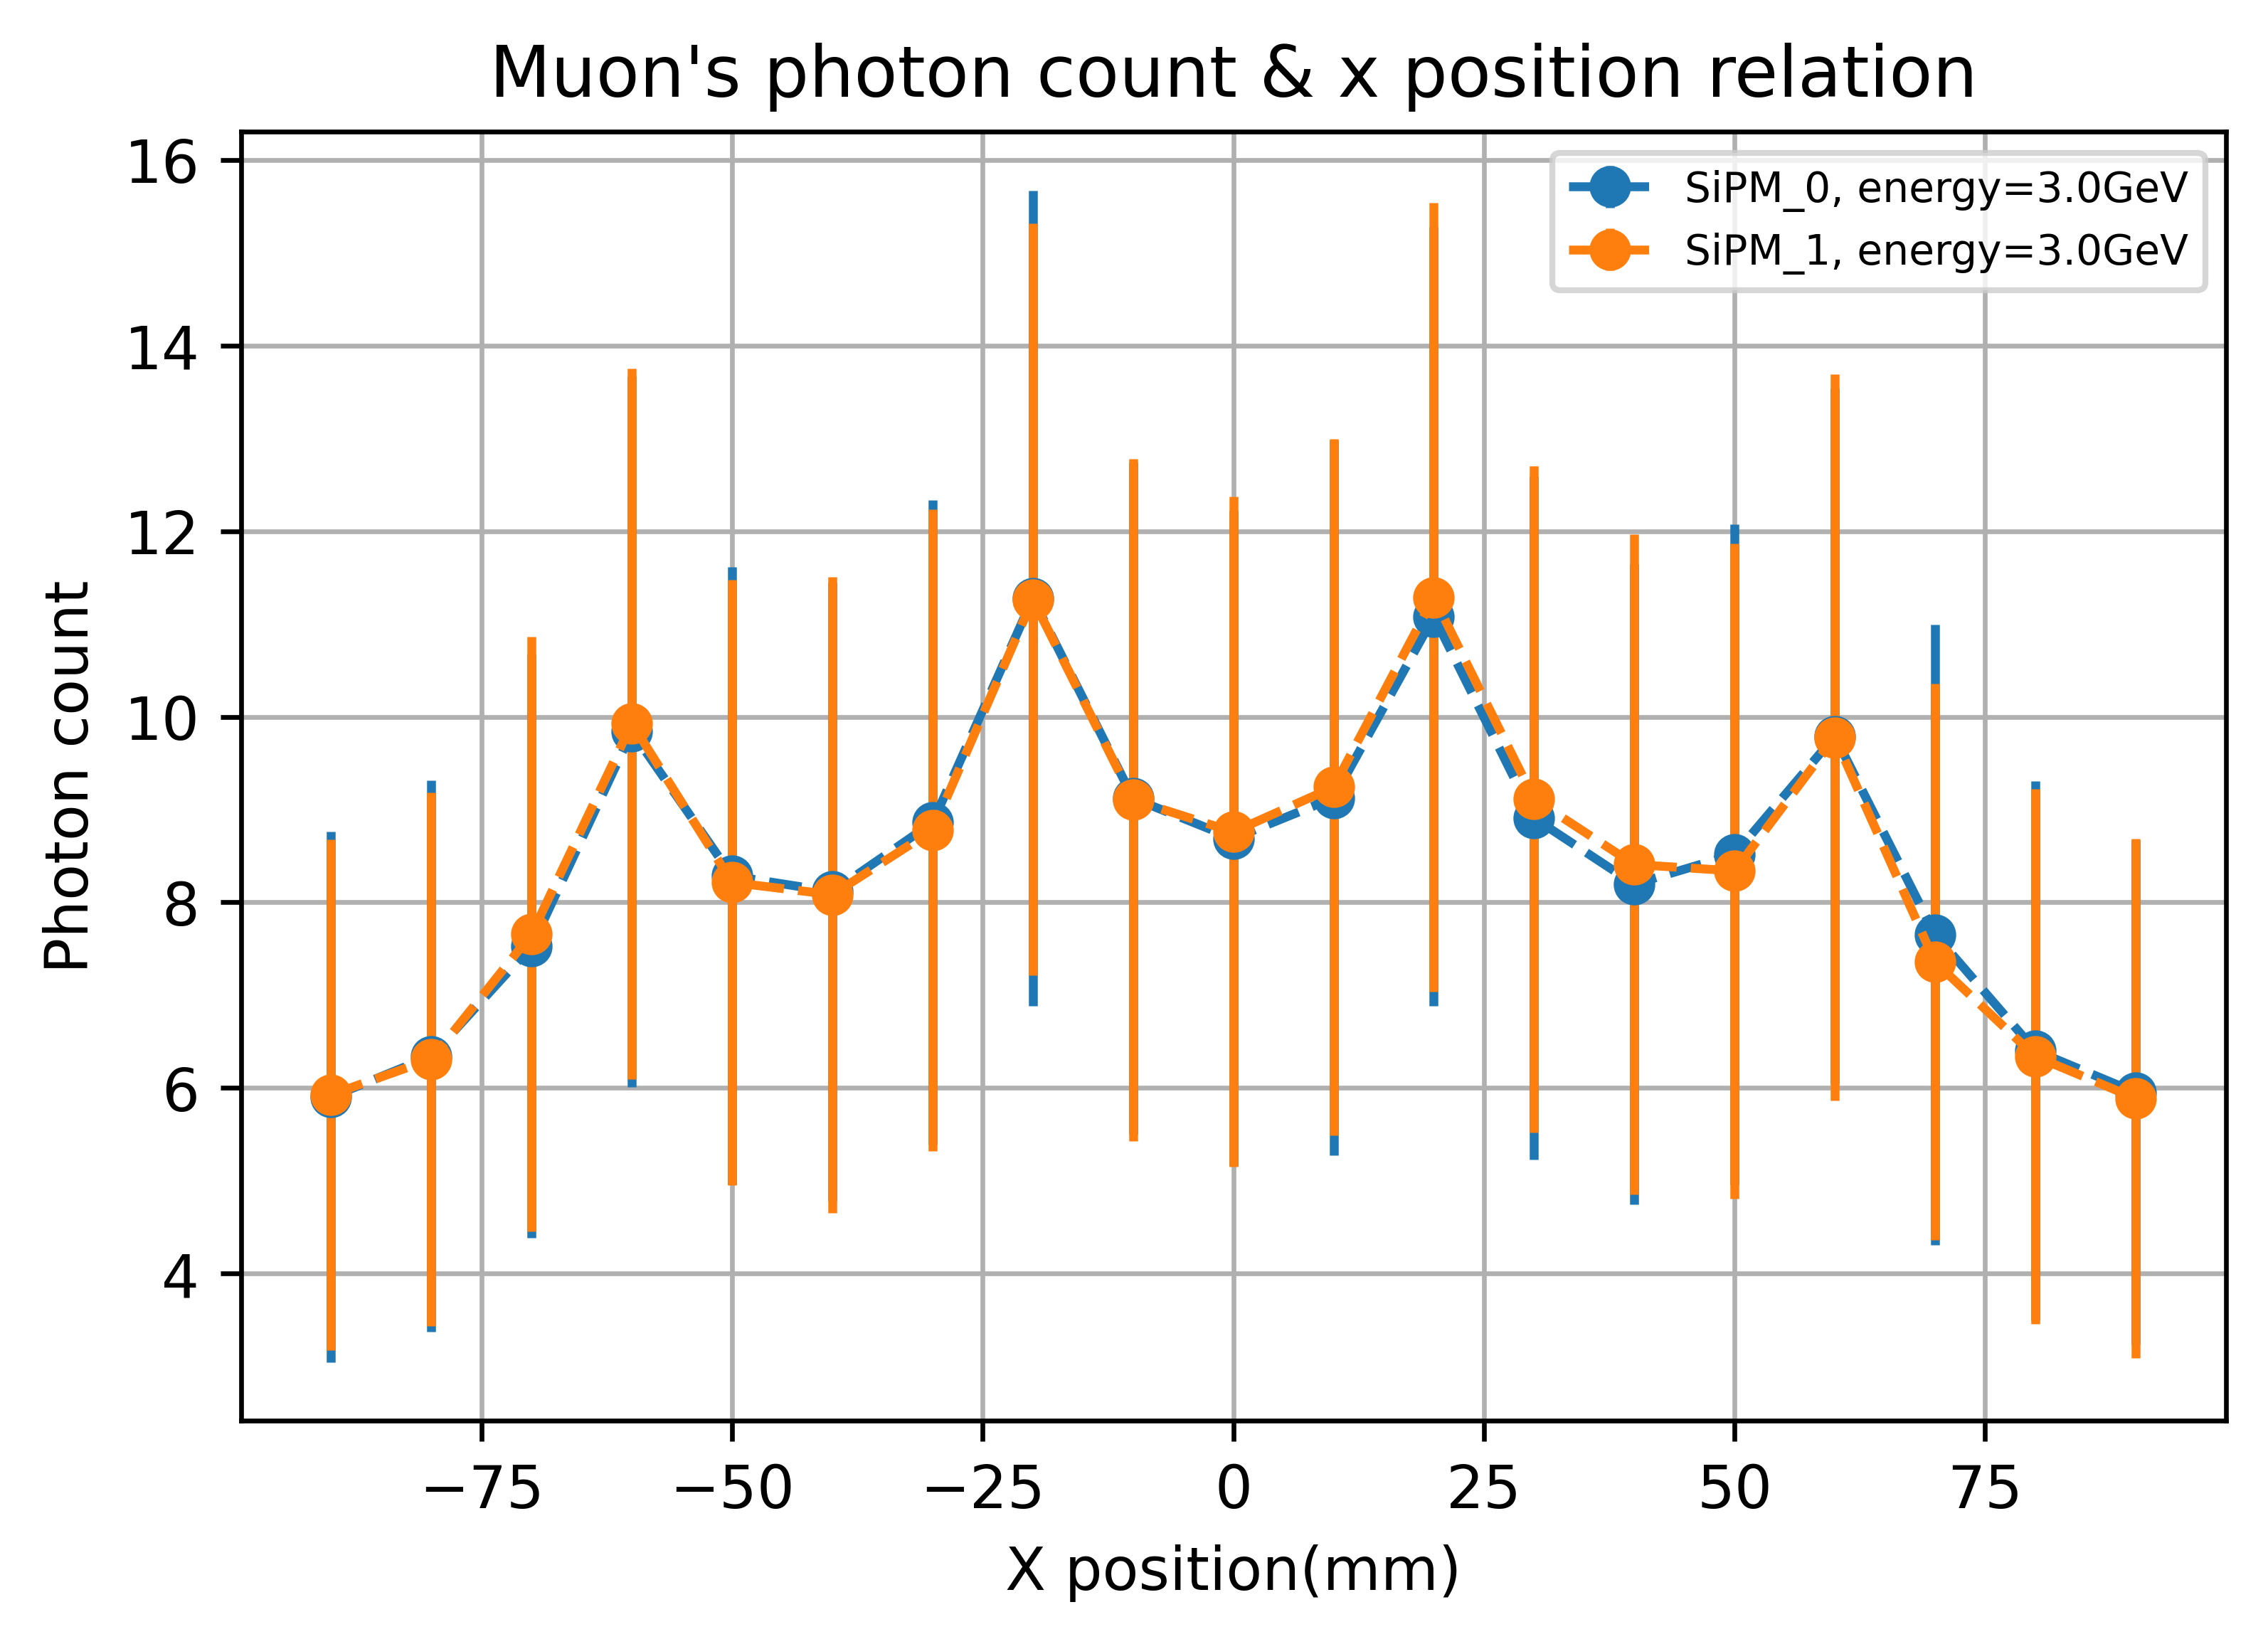 Muon's photon count & x position relation
16
14
12
10
8
6
4
Photon count
SiPM_0, energy=3.0GeV
SiPM_1, energy=3.0GeV
−75 −50 −25 0 25 50 75
X position(mm)